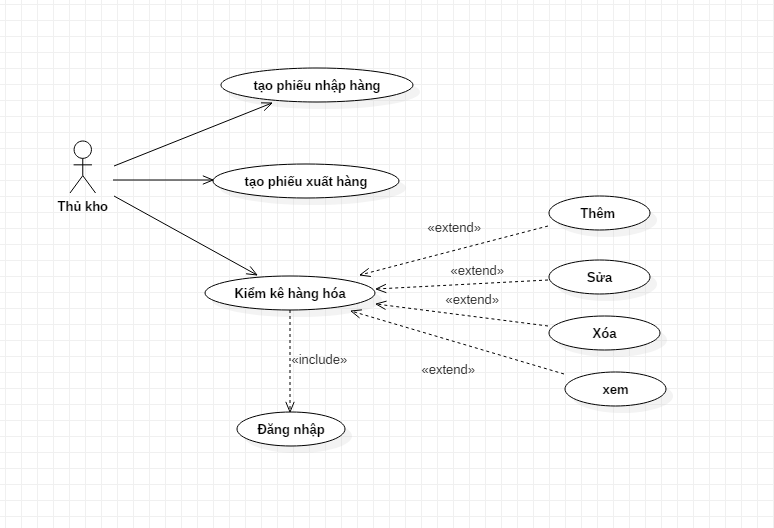 tạo phiếu nhập hàng
Thủ kho
tạo phiếu xuất hàng
Kiểm kê hàng hóa
«extend»
Thêm
«extend»
Sửa
«extend»
Xóa
«extend»
xem
«include»
Đăng nhập